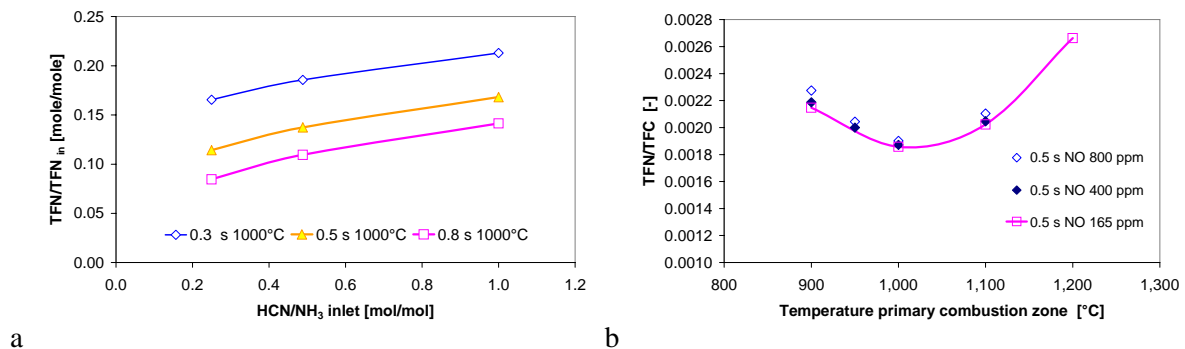 0.25
0.20
0.15
0.10
0.05
0.00
TFN/TFN in [mole/mole]
0.3 s 1000°C
0.5 s 1000°C
0.8 s 1000°C
0.0 0.2 0.4 0.6 0.8 1.0 1.2
HCN/NH3 inlet [mol/mol]
a
0.0028
0.0026
0.0024
0.0022
0.0020
0.0018
0.0016
0.0014
0.0012
0.0010
TFN/TFC [-]
0.5 s NO 800 ppm
0.5 s NO 400 ppm
0.5 s NO 165 ppm
800 900 1,000 1,100 1,200 1,300
Temperature primary combustion zone [°C]
b